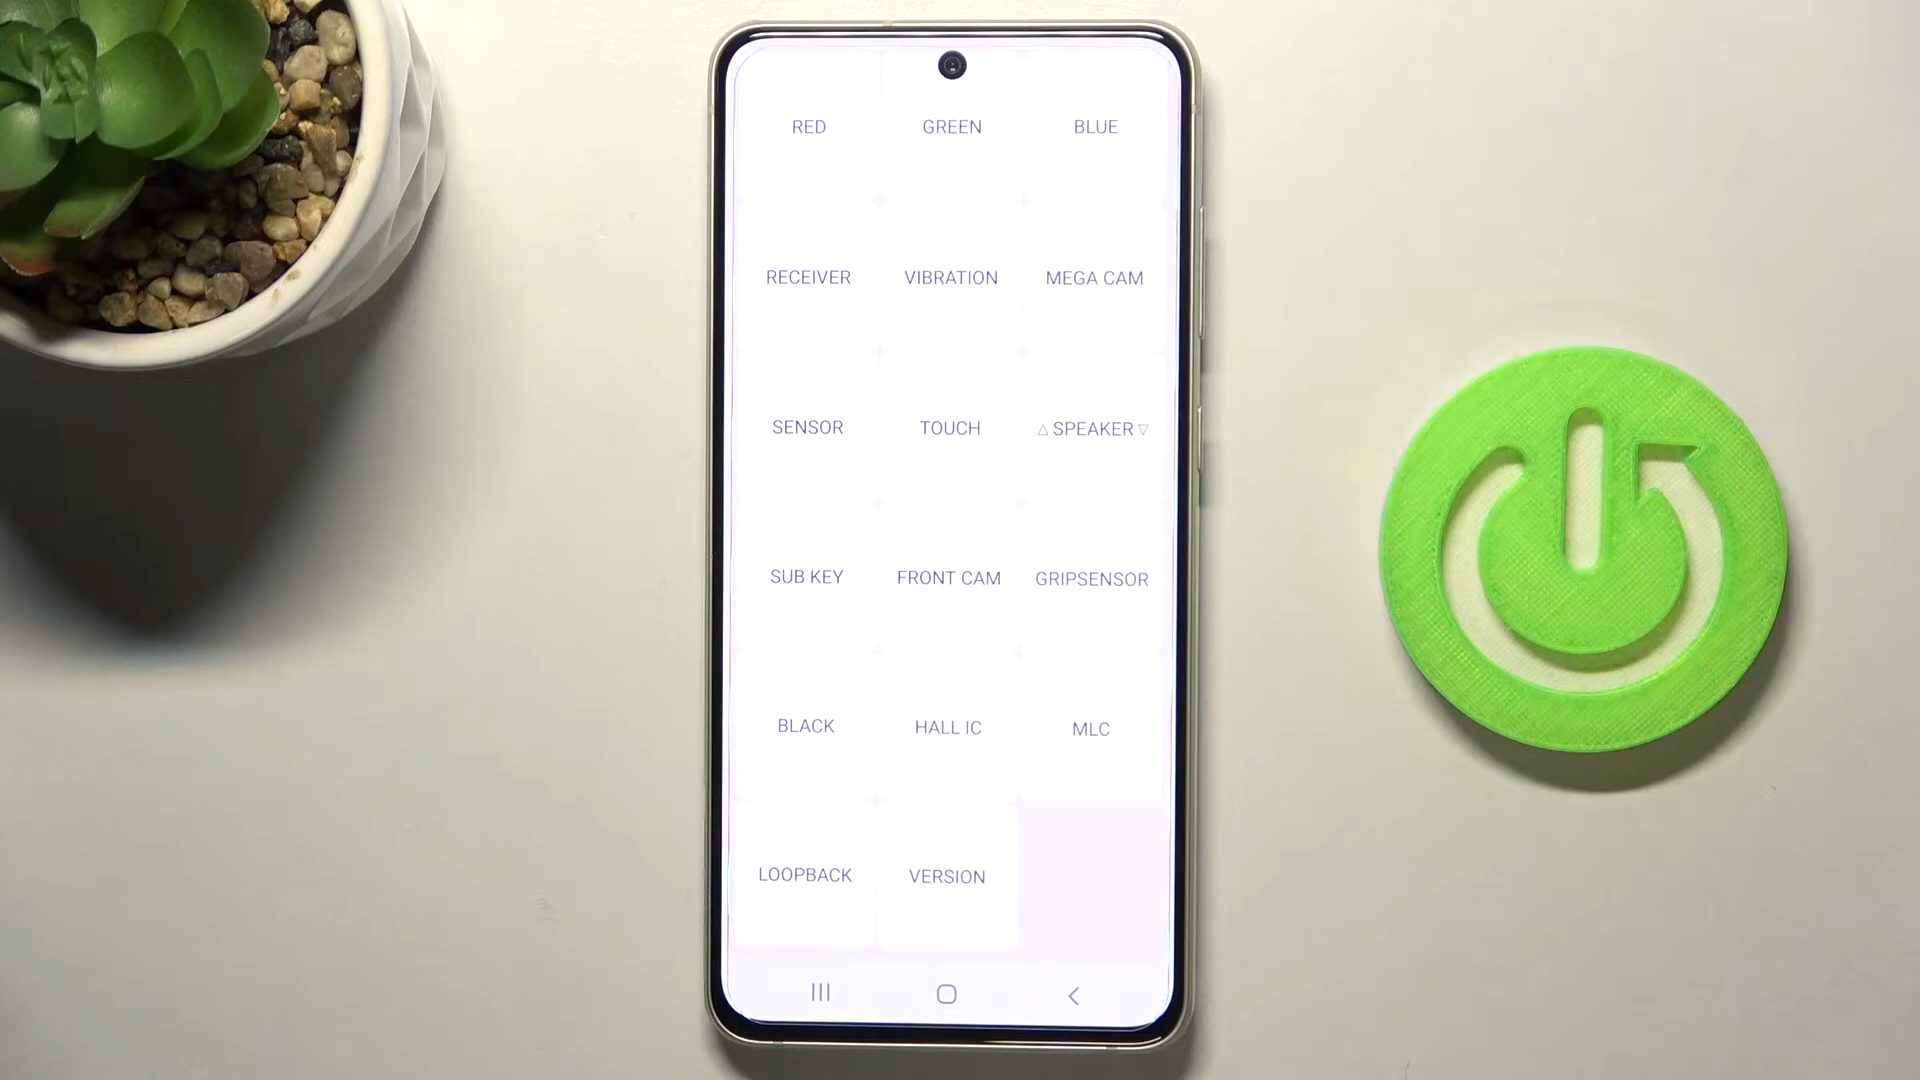 RED GREEN BLUE
RECEIVER VIBRATION MEGA CAM
SENSOR TOUCH △ SPEAKER ▽
SUB KEY FRONT CAM GRIPSENSOR
BLACK HALL IC MLC
LOOPBACK VERSION